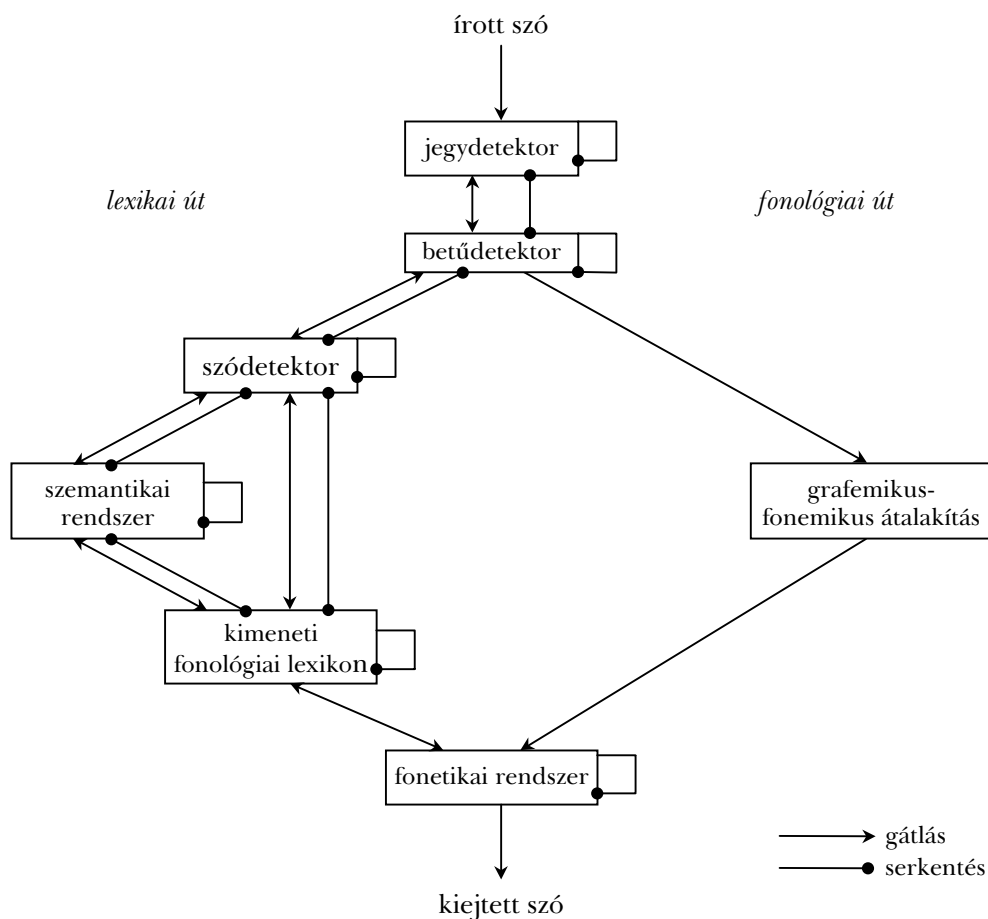 írott szó
jegydetektor
lexikai út
fonológiai út
betűdetektor
szódetektor
szemantikai
rendszer
grafemikus-
fonemikus átalakítás
kimeneti
fonológiai lexikon
fonetikai rendszer
gátlás
serkentés
kiejtett szó